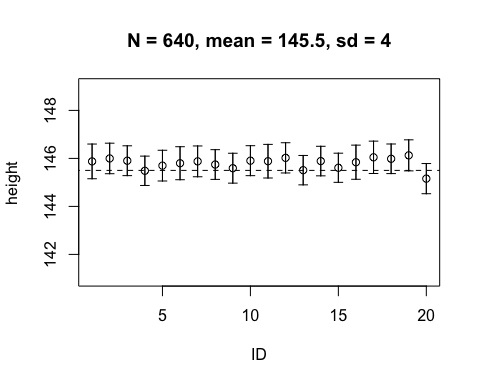 N = 640, mean = 145.5, sd = 4
148
146
144
142
height
5 10 15 20
ID